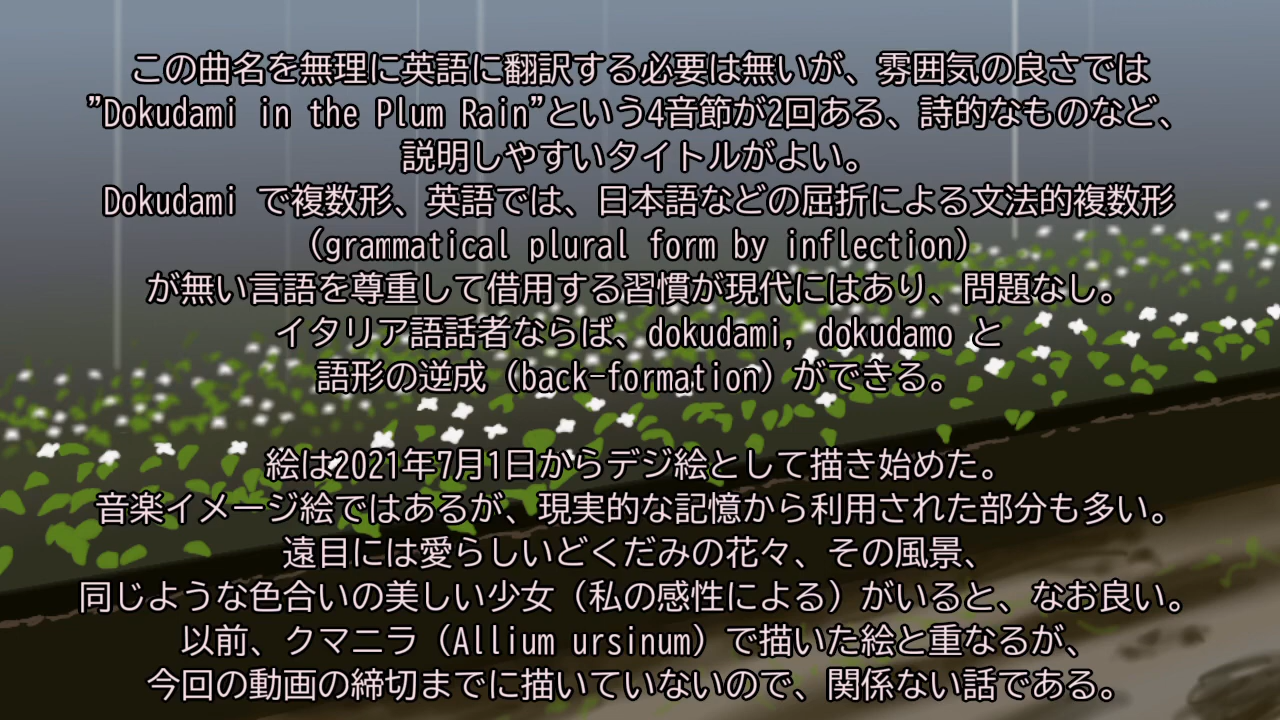 この曲名を無理に英語に翻訳する必要は無いが、雰囲気の良さでは
”Dokudami in the Plum Rain”という4音節が2回ある、詩的なものなど、
説明しやすいタイトルがよい。
Dokudami で複数形、英語では、日本語などの屈折による文法的複数形
（grammatical plural form by inflection）
が無い言語を尊重して借用する習慣が現代にはあり、問題なし。
イタリア語話者ならば、dokudami, dokudamo と
語形の逆成（back-formation）ができる。
絵は2021年7月1日からデジ絵として描き始めた。
音楽イメージ絵ではあるが、現実的な記憶から利用された部分も多い。
遠目には愛らしいどくだみの花々、その風景、
同じような色合いの美しい少女（私の感性による）がいると、なお良い。
以前、クマニラ（Allium ursinum）で描いた絵と重なるが、
今回の動画の締切までに描いていないので、関係ない話である。